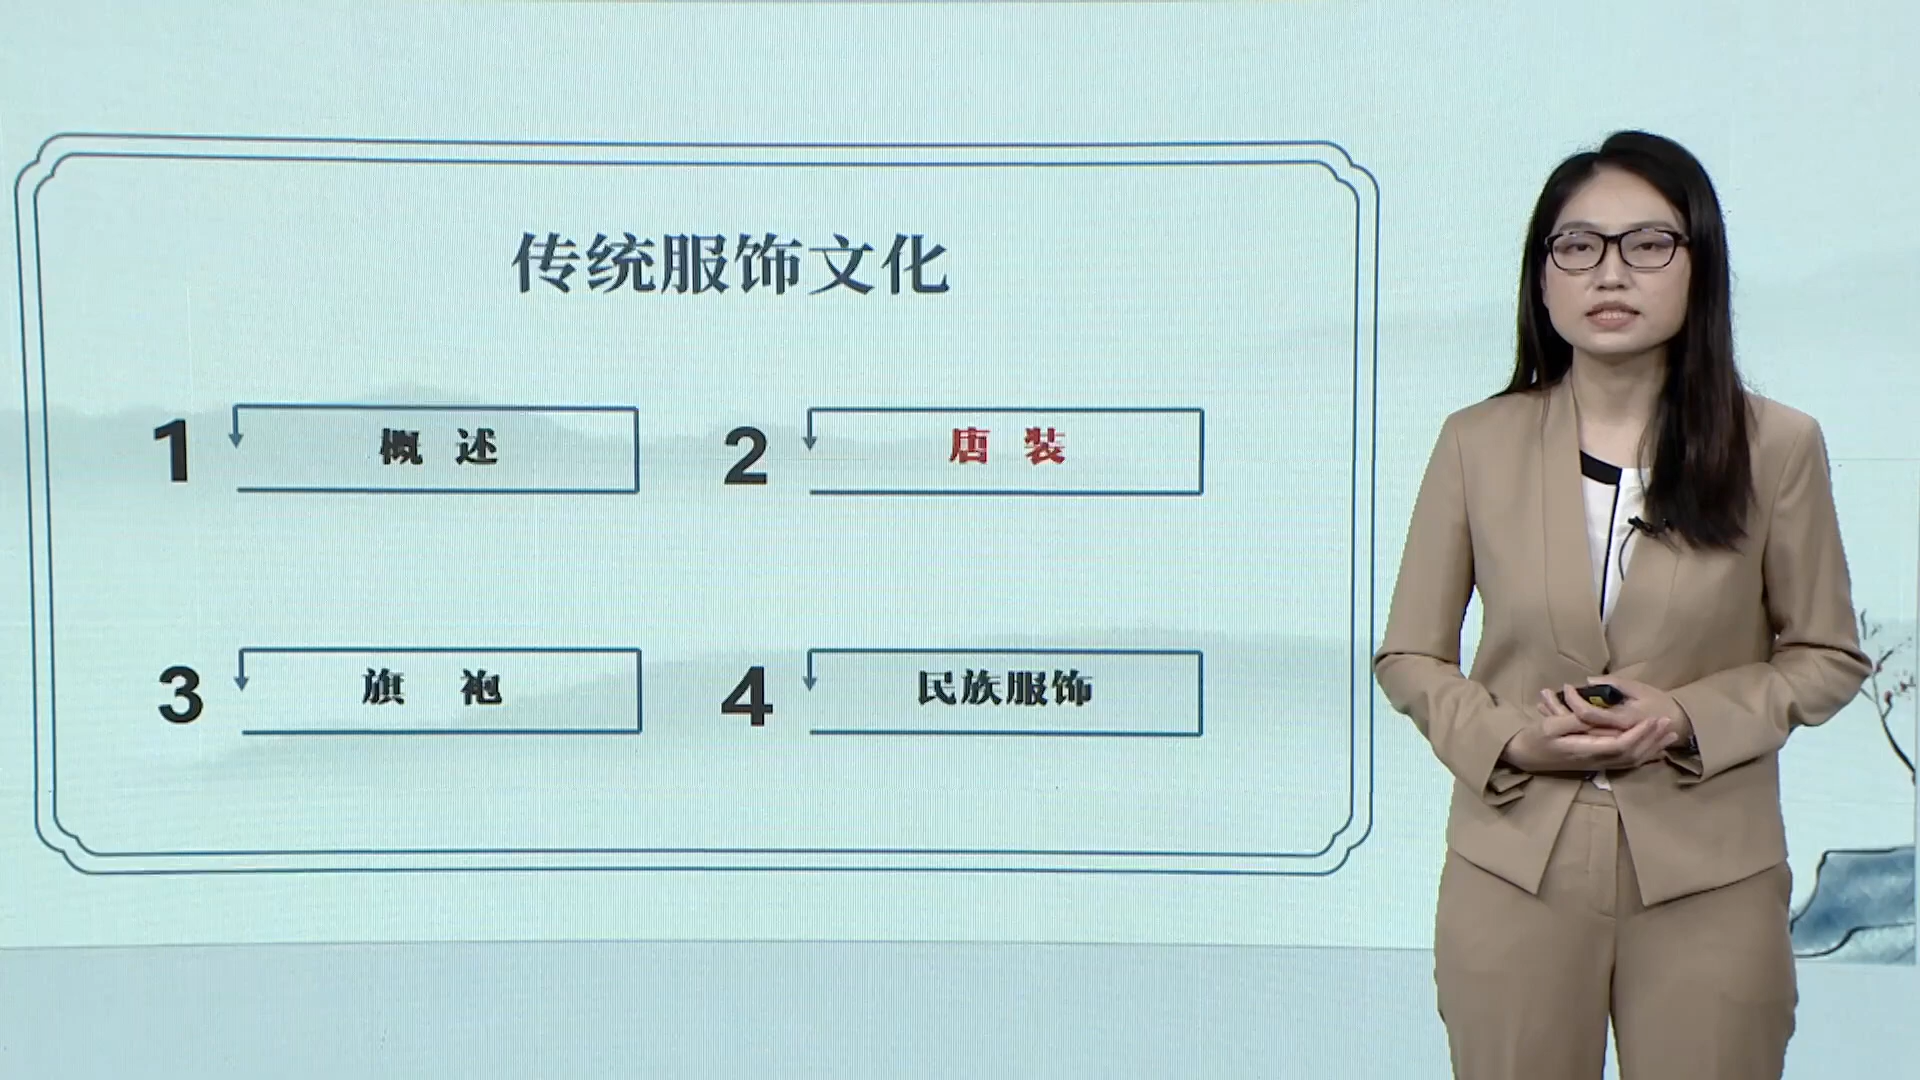 传统服饰文化
1 概 述
2 唐 装
3 旗 袍
4 民族服饰